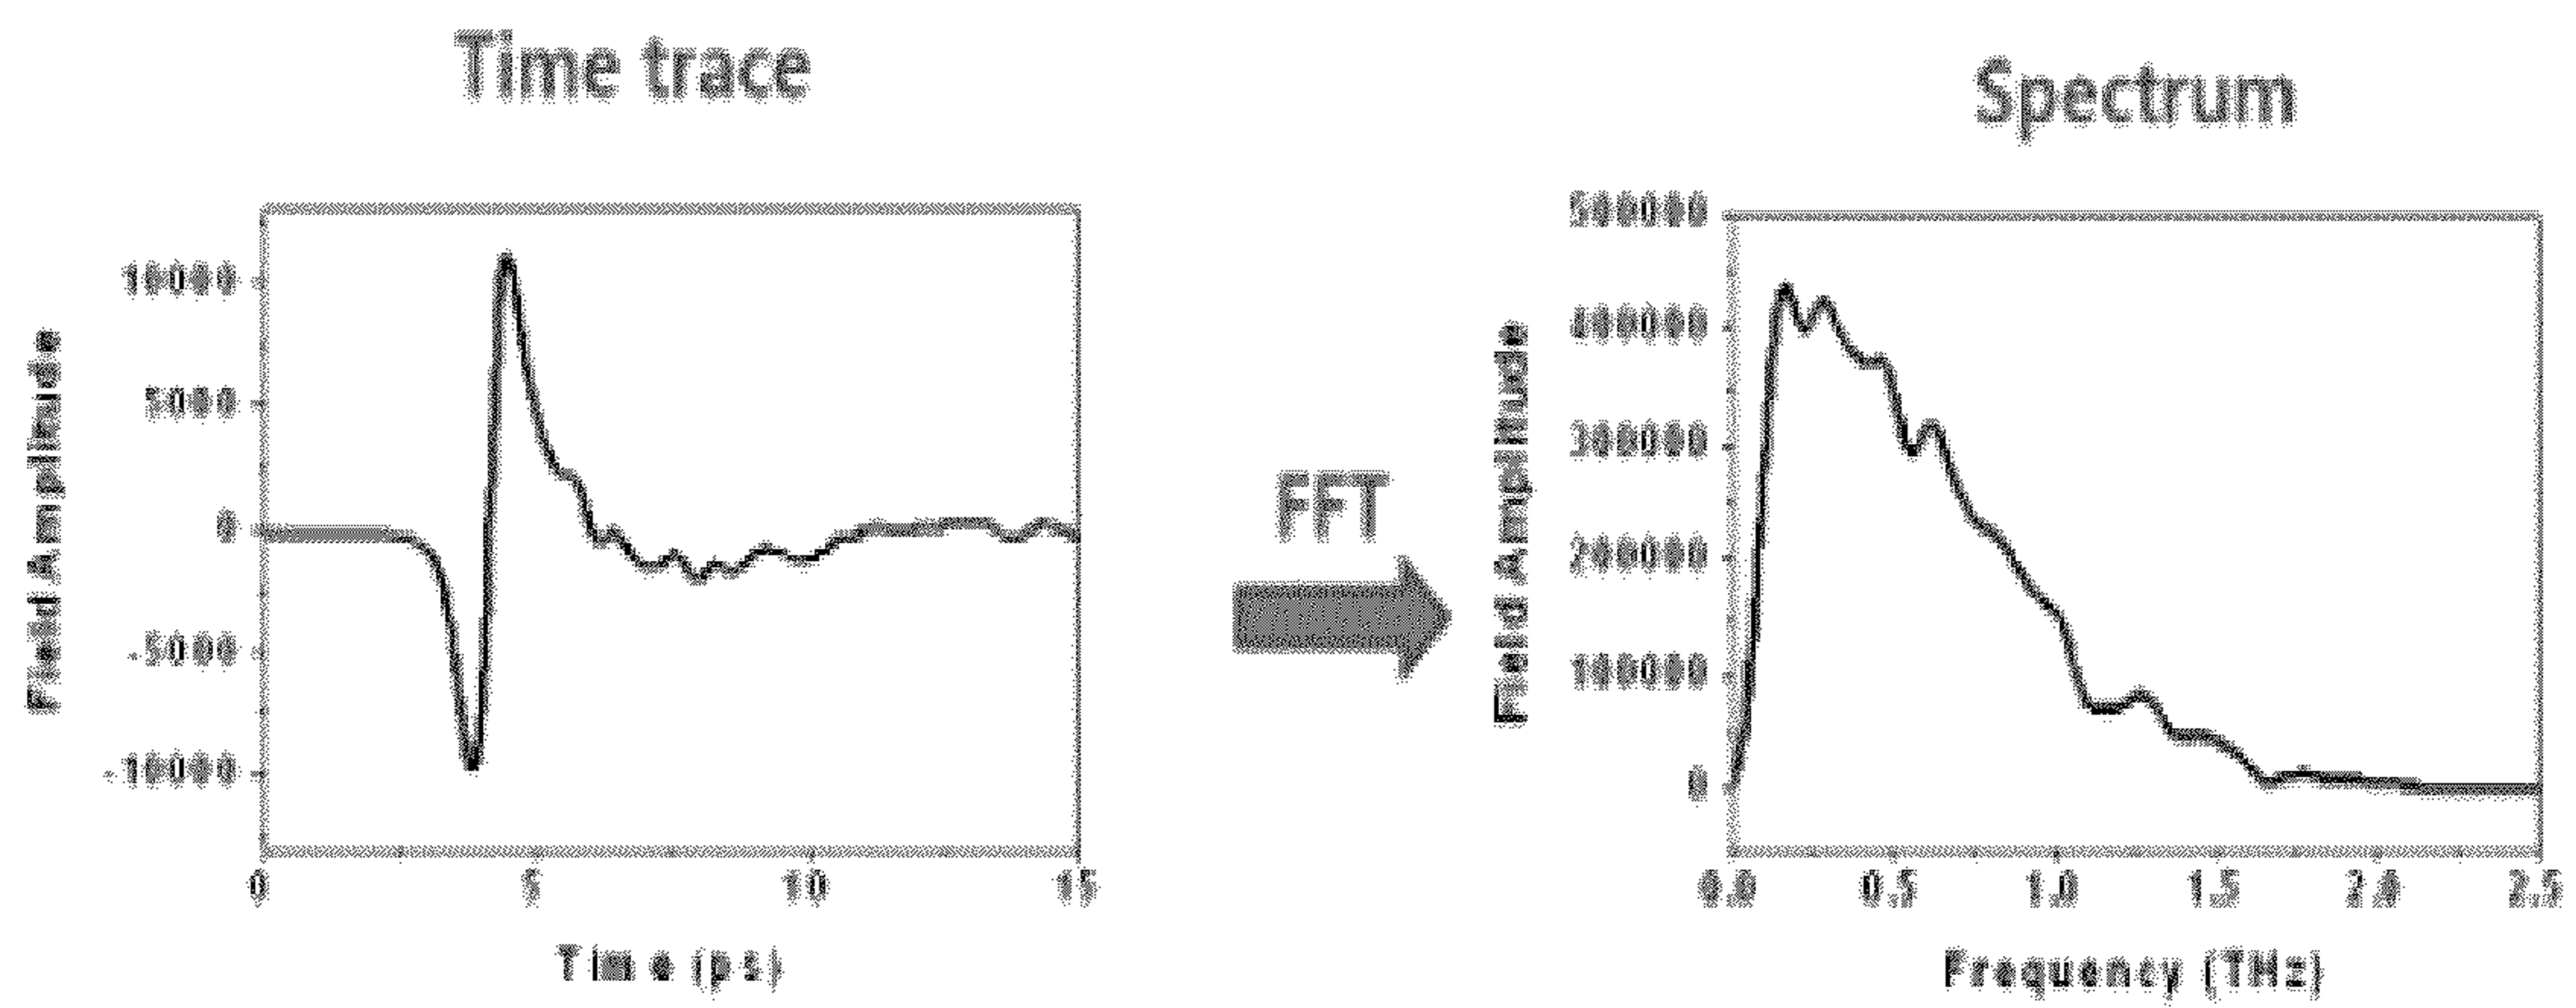 Time trace
Field Amplitude
10000
5000
0
-5000
-10000
0 5 10 15
Time (ps)
FFT
Spectrum
Field Amplitude
500000
400000
300000
200000
100000
0
0.0 0.5 1.0 1.5 2.0 2.5
Frequency (THz)